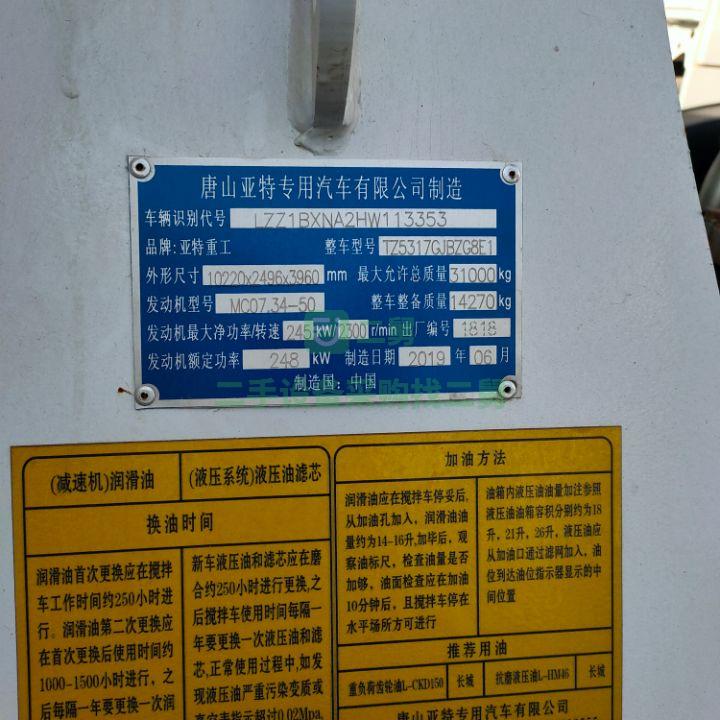 唐山亚特专用汽车有限公司制造
车辆识别代号 LZZ1BXNA2HW113353
品牌:亚特重工 整车型号 TZ5317GJBZG8E1
外形尺寸 10220x2496x3960 mm 最大允许总质量 31000 kg
发动机型号 MC07.34-50 整车整备质量 14270 kg
发动机最大净功率/转速 245 kW/2300 r/min 出厂编号 1818
发动机额定功率 248 kW 制造日期 2019 年 06 月
制造国:中国
二舅
二手设备采购找二舅
(减速机)润滑油
(液压系统)液压油滤芯
换油时间
润滑油首次更换应在搅拌
车工作时间约250小时进
行。润滑油第二次更换应
在首次更换后使用时间约
1000-1500小时进行、之
后每隔一年要更换一次润
新车液压油和滤芯应在磨
合约250小时进行更换,之
后搅拌车使用时间每隔一
年要更换一次液压油和滤
芯,正常使用过程中,如发
现液压油严重污染变质或
真空表指示超过0.02Mpa,
加油方法
润滑油应在搅拌车停妥后,
从加油孔加入，润滑油油
量约为14-16升,加毕后，观
察油标尺，检查油量是否
加够，油面检查应在加油
10分钟后，且搅拌车停在
水平场所方可进行
油箱内液压油油量加注参照
液压油油箱容积分别约为18
升，21升，26升，液压油应
从加油口通过滤网加入，油
位到达油位指示器显示的中
间位置
推荐用油
重负荷齿轮油L-CKD150 长城 抗磨液压油L-HM46 长城
唐山亚特专用汽车有限公司